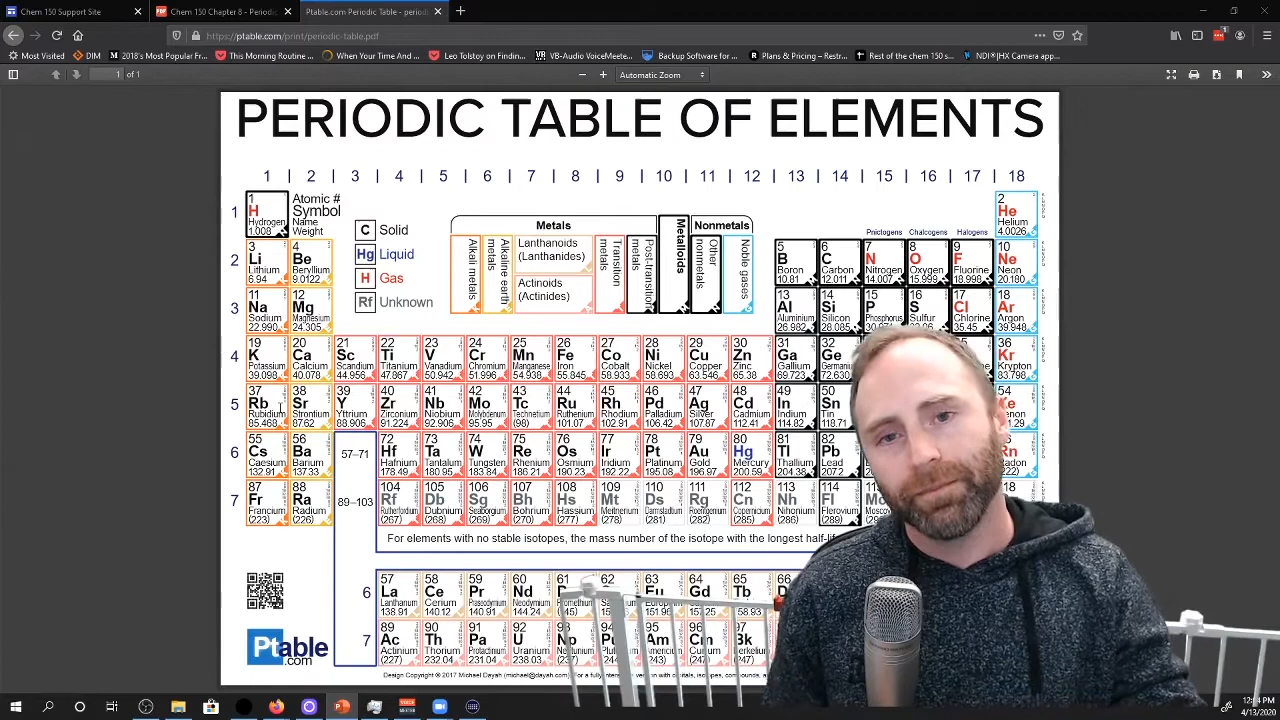 Chem 150 Support Site
Chem 150 Chapter 8 - Periodic
Ptable.com Periodic Table - period
https://ptable.com/print/periodic-table.pdf
Most Visited DIM 2018's Most Popular Fr... This Morning Routine ... When Your Time And ... Leo Tolstoy on Findin... VB-Audio VoiceMeete... Backup Software for ... Plans & Pricing – Restr... Rest of the chem 150 s... NDI®|HX Camera app...
1 of 1 Automatic Zoom
PERIODIC TABLE OF ELEMENTS
1 2 3 4 5 6 7 8 9 10 11 12 13 14 15 16 17 18
Atomic #
Symbol
Name
Weight
C Solid
Hg Liquid
H Gas
Rf Unknown
Metals
Metalloids
Nonmetals
Alkali metals
Alkaline earth metals
Lanthanoids
(Lanthanides)
Actinoids
(Actinides)
Transition metals
Post-transition metals
Other nonmetals
Noble gases
Pnictogens Chalcogens Halogens
1
1 H Hydrogen 1.008
2 He Helium 4.0026
2
3 Li Lithium 6.94
4 Be Beryllium 9.0122
5 B Boron 10.81
6 C Carbon 12.011
7 N Nitrogen 14.007
8 O Oxygen 15.999
9 F Fluorine 18.998
10 Ne Neon 20.180
3
11 Na Sodium 22.990
12 Mg Magnesium 24.305
13 Al Aluminium 26.982
14 Si Silicon 28.085
15 P Phosphorus
16 S Sulfur
17 Cl Chlorine 35.45
18 Ar Argon 39.948
4
19 K Potassium 39.098
20 Ca Calcium 40.078
21 Sc Scandium 44.956
22 Ti Titanium 47.867
23 V Vanadium 50.942
24 Cr Chromium 51.996
25 Mn Manganese 54.938
26 Fe Iron 55.845
27 Co Cobalt 58.933
28 Ni Nickel 58.693
29 Cu Copper 63.546
30 Zn Zinc 65.38
31 Ga Gallium 69.723
32 Ge 72.630
36 Kr Krypton 83.798
5
37 Rb Rubidium 85.468
38 Sr Strontium 87.62
39 Y Yttrium 88.906
40 Zr Zirconium 91.224
41 Nb Niobium 92.906
42 Mo Molybdenum 95.95
43 Tc Technetium (98)
44 Ru Ruthenium 101.07
45 Rh Rhodium 102.91
46 Pd Palladium 106.42
47 Ag Silver 107.87
48 Cd Cadmium 112.41
49 In Indium 114.82
50 Sn Tin 118.71
6
55 Cs Caesium 132.91
56 Ba Barium 137.33
57–71
72 Hf Hafnium 178.49
73 Ta Tantalum 180.95
74 W Tungsten 183.84
75 Re Rhenium 186.21
76 Os Osmium 190.23
77 Ir Iridium 192.22
78 Pt Platinum 195.08
79 Au Gold 196.97
80 Hg Mercury 200.59
81 Tl Thallium 204.38
82 Pb Lead 207.2
7
87 Fr Francium (223)
88 Ra Radium (226)
89–103
104 Rf Rutherfordium (267)
105 Db Dubnium (268)
106 Sg Seaborgium (269)
107 Bh Bohrium (270)
108 Hs Hassium (277)
109 Mt Meitnerium (278)
110 Ds Darmstadtium (281)
111 Rg Roentgenium (282)
112 Cn Copernicium (285)
113 Nh Nihonium (286)
114 Fl Flerovium (289)
For elements with no stable isotopes, the mass number of the isotope with the longest half-
6
57 La Lanthanum 138.91
58 Ce Cerium 140.12
59 Pr Praseodymium 140.91
60 Nd Neodymium 144.24
61
62
63 Eu
64 Gd
65 Tb
66
7
89 Ac Actinium (227)
90 Th Thorium 232.04
91 Pa Protactinium 231.04
92 U Uranium 238.03
Am
Cm
Ptable
.com
Design Copyright © 2017 Michael Dayah (michael@dayah.com)
4/13/2020